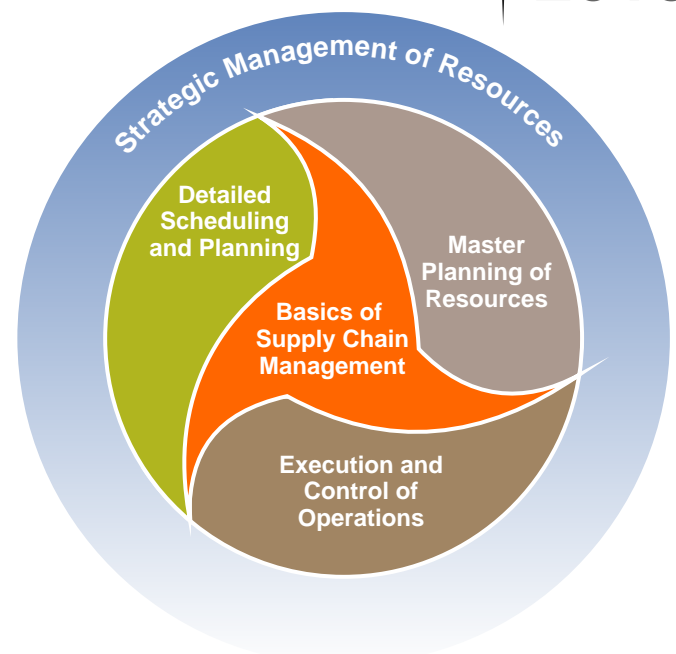 Strategic Management of Resources
Detailed
Scheduling
and Planning
Master
Planning of
Resources
Basics of
Supply Chain
Management
Execution and
Control of
Operations